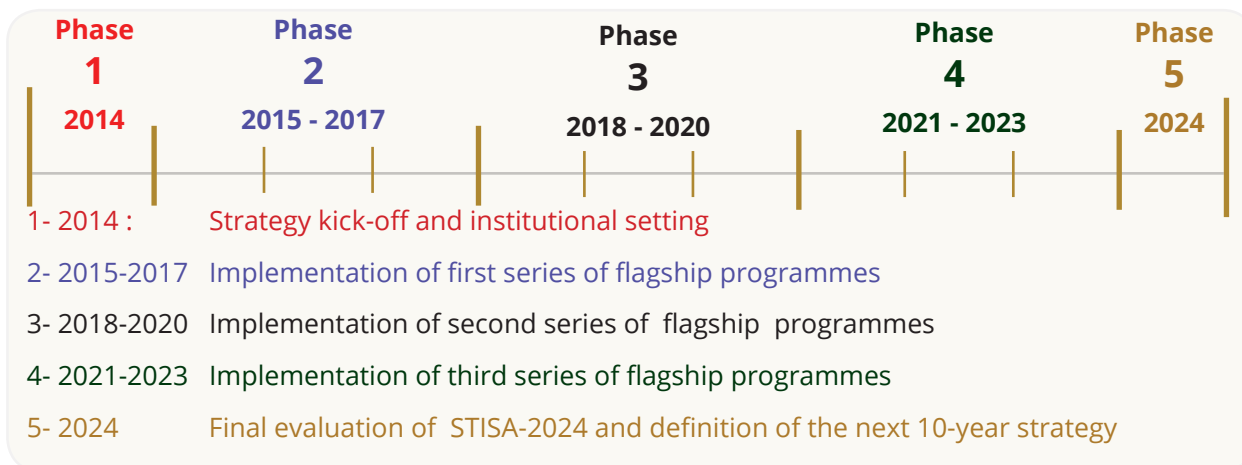 Phase Phase Phase Phase Phase
1 2 3 4 5
2014 2015 - 2017 2018 - 2020 2021 - 2023 2024
1- 2014 : Strategy kick-off and institutional setting
2- 2015-2017 Implementation of first series of flagship programmes
3- 2018-2020 Implementation of second series of flagship programmes
4- 2021-2023 Implementation of third series of flagship programmes
5- 2024 Final evaluation of STISA-2024 and definition of the next 10-year strategy